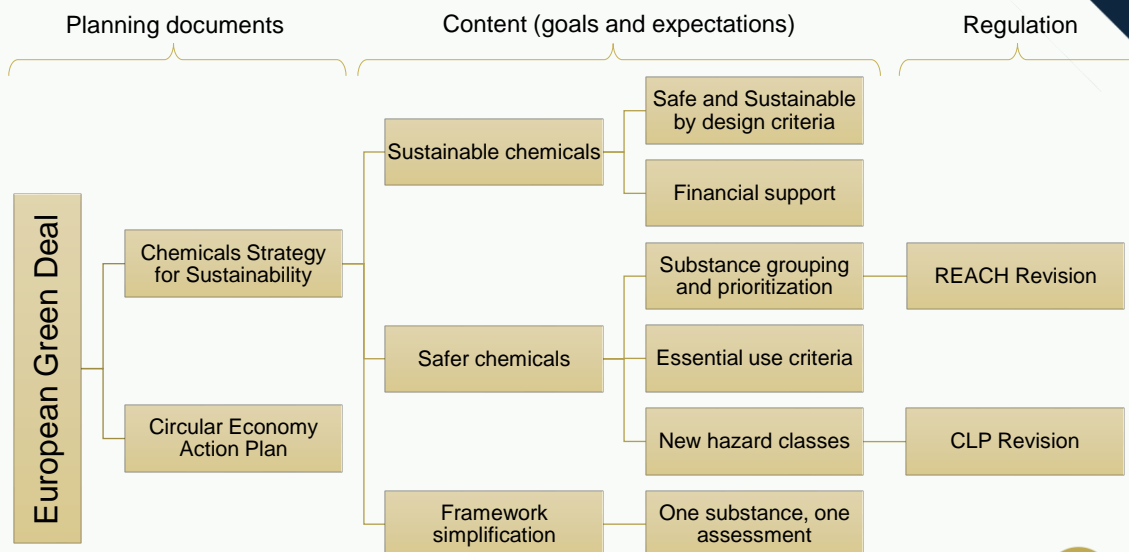 Planning documents
Content (goals and expectations)
Regulation
European Green Deal
Chemicals Strategy
for Sustainability
Circular Economy
Action Plan
Sustainable chemicals
Safer chemicals
Framework
simplification
Safe and Sustainable
by design criteria
Financial support
Substance grouping
and prioritization
Essential use criteria
New hazard classes
One substance, one
assessment
REACH Revision
CLP Revision